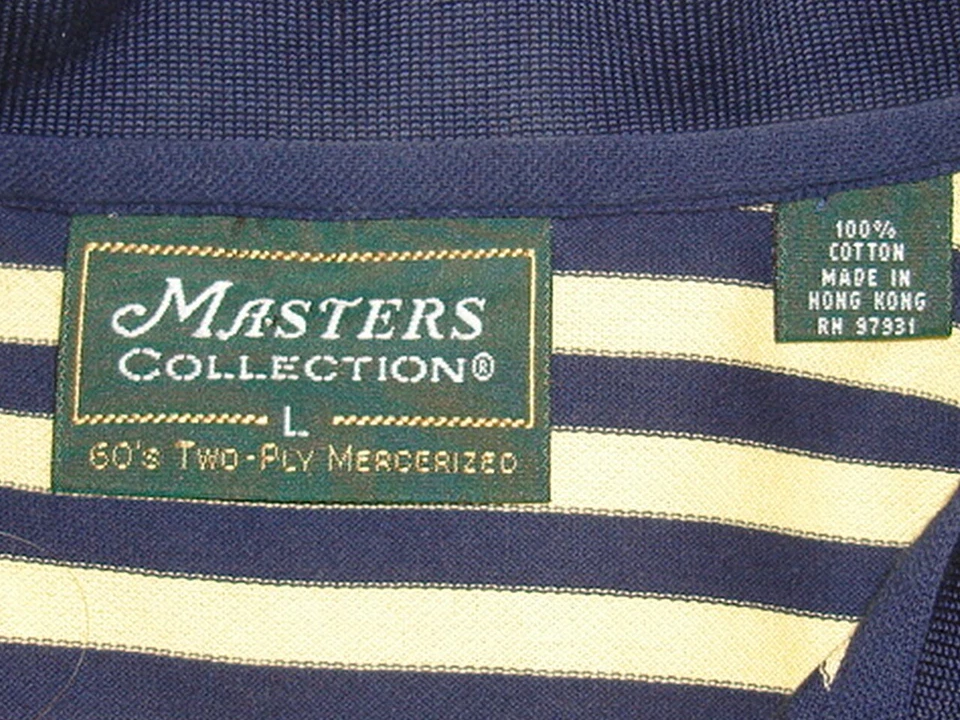 MASTERS
COLLECTION®
L
60's TWO-PLY MERCERIZED
100%
COTTON
MADE IN
HONG KONG
RN 97931